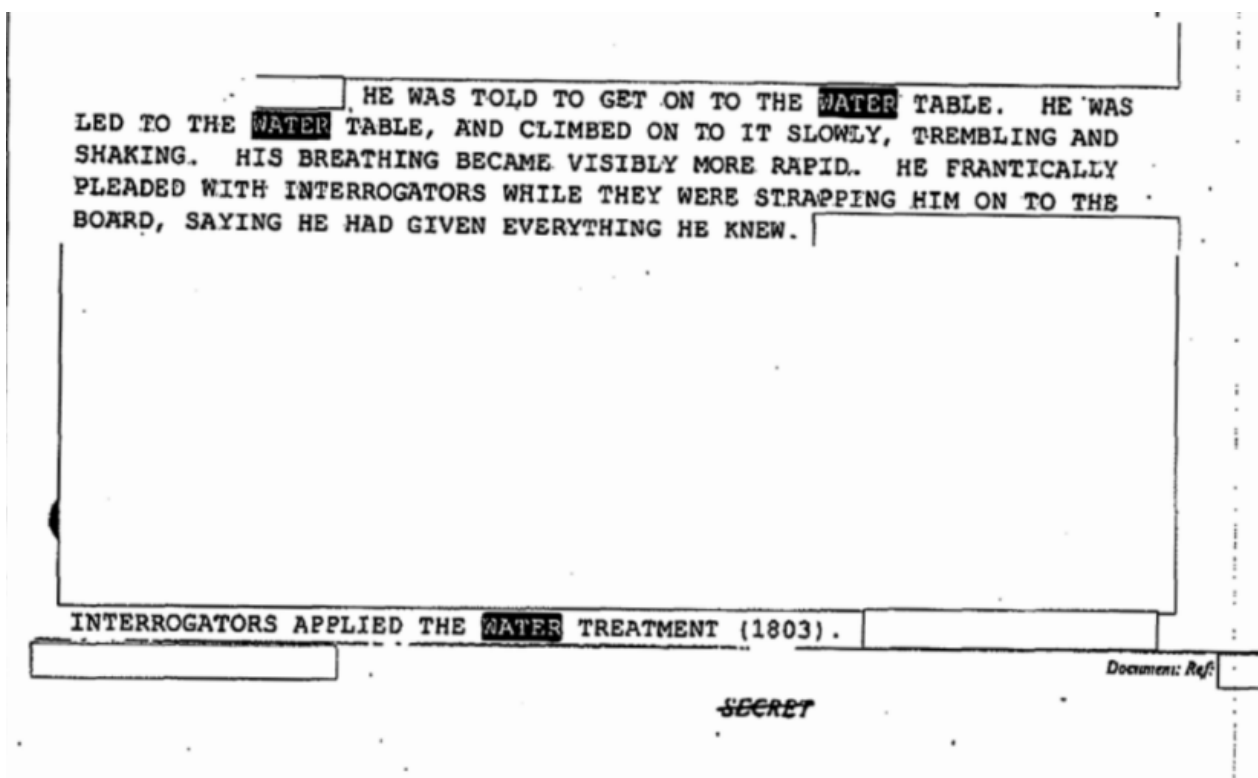 HE WAS TOLD TO GET ON TO THE WATER TABLE. HE WAS
LED TO THE WATER TABLE, AND CLIMBED ON TO IT SLOWLY, TREMBLING AND
SHAKING. HIS BREATHING BECAME VISIBLY MORE RAPID. HE FRANTICALLY
PLEADED WITH INTERROGATORS WHILE THEY WERE STRAPPING HIM ON TO THE
BOARD, SAYING HE HAD GIVEN EVERYTHING HE KNEW.
INTERROGATORS APPLIED THE WATER TREATMENT (1803).
Document: Ref:
SECRET